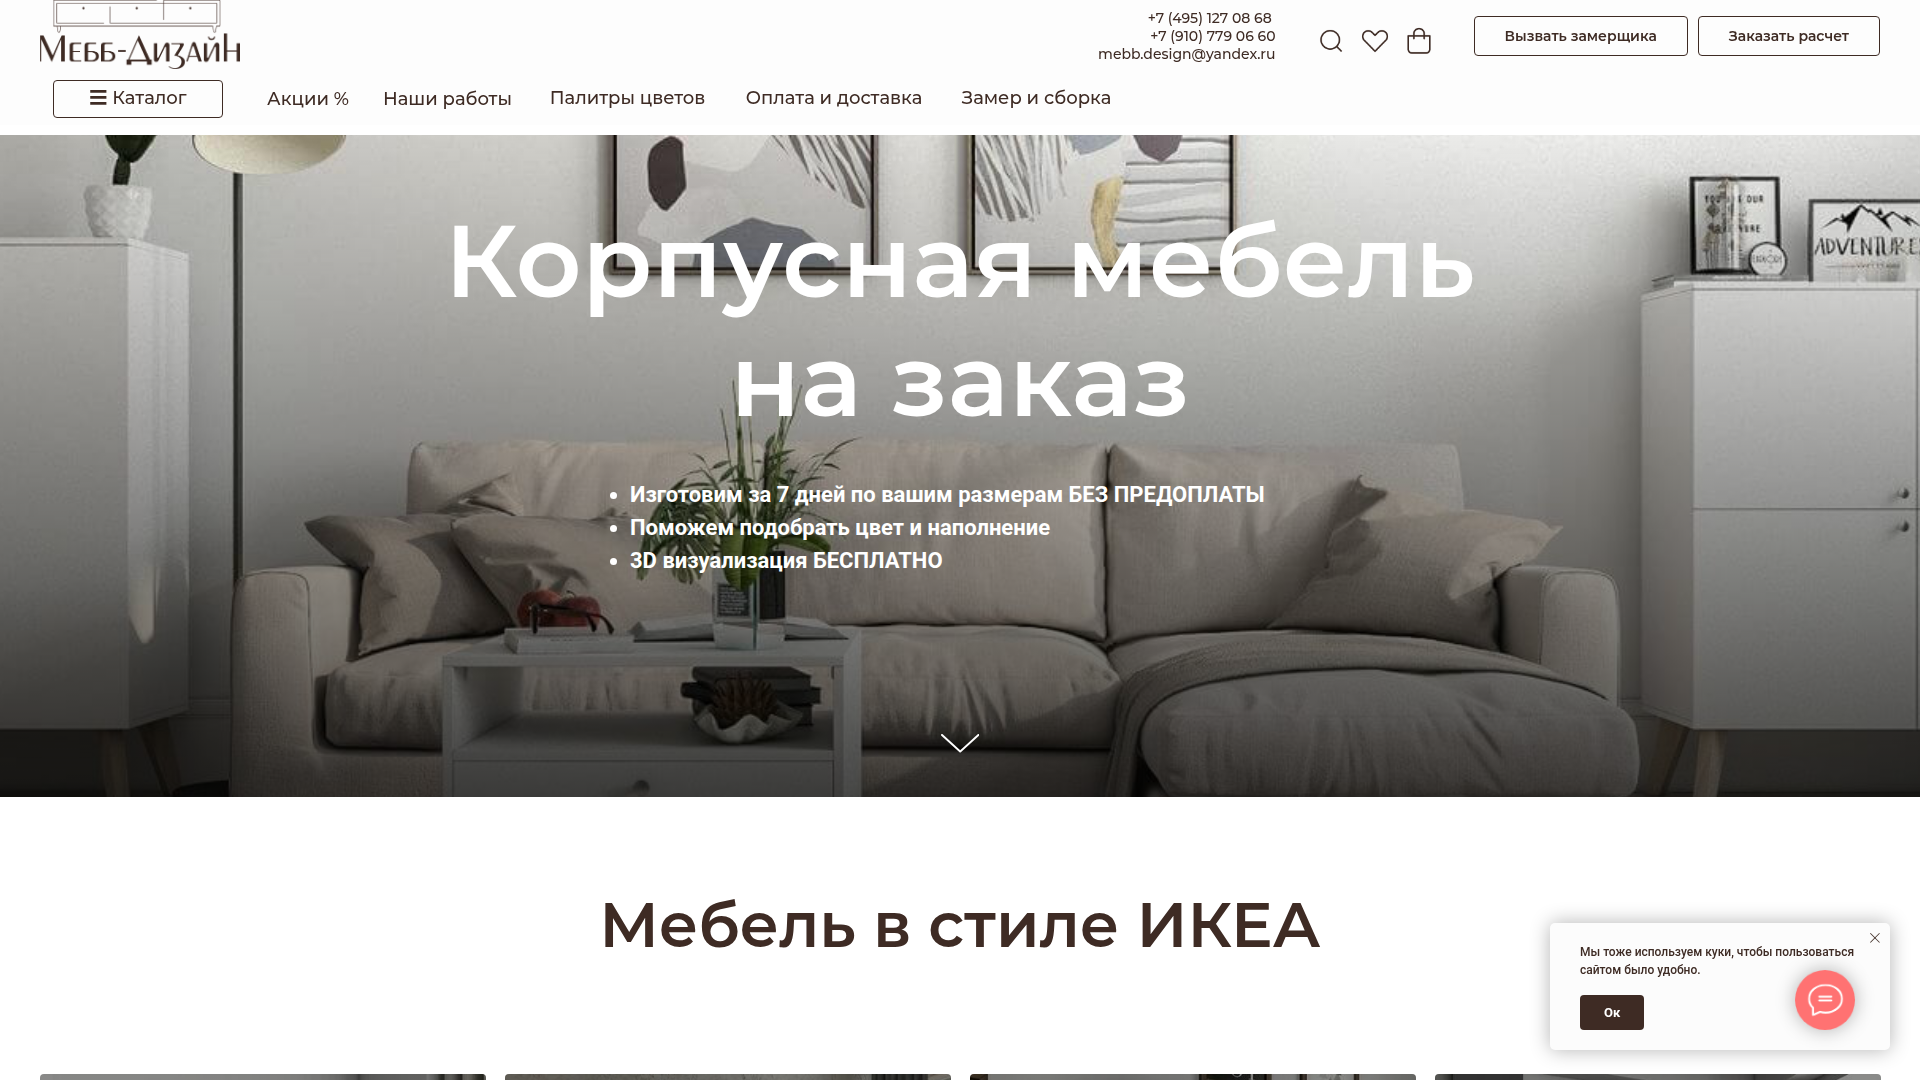 Мебб-Дизайн
+7 (495) 127 08 68
+7 (910) 779 06 60
mebb.design@yandex.ru
Вызвать замерщика
Заказать расчет
Каталог
Акции %
Наши работы
Палитры цветов
Оплата и доставка
Замер и сборка
ADVENTURE
EXPLORE
Корпусная мебель
на заказ
Изготовим за 7 дней по вашим размерам БЕЗ ПРЕДОПЛАТЫ
Поможем подобрать цвет и наполнение
3D визуализация БЕСПЛАТНО
Мебель в стиле ИКЕА
Мы тоже используем куки, чтобы пользоваться
сайтом было удобно.
Ок